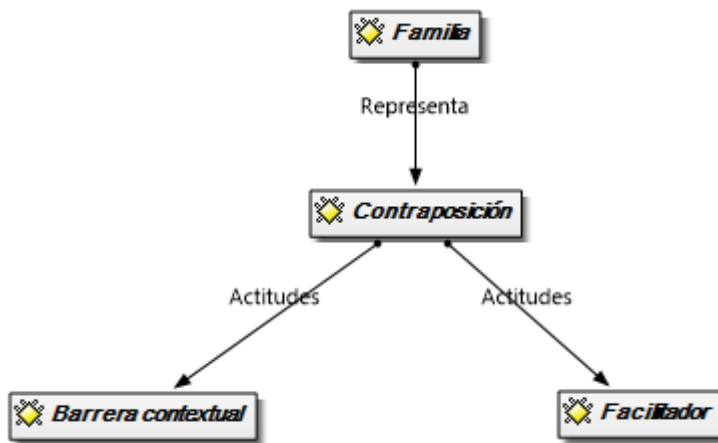 Familia
Representa
Contraposición
Actitudes
Actitudes
Barrera contextual
Facilitador